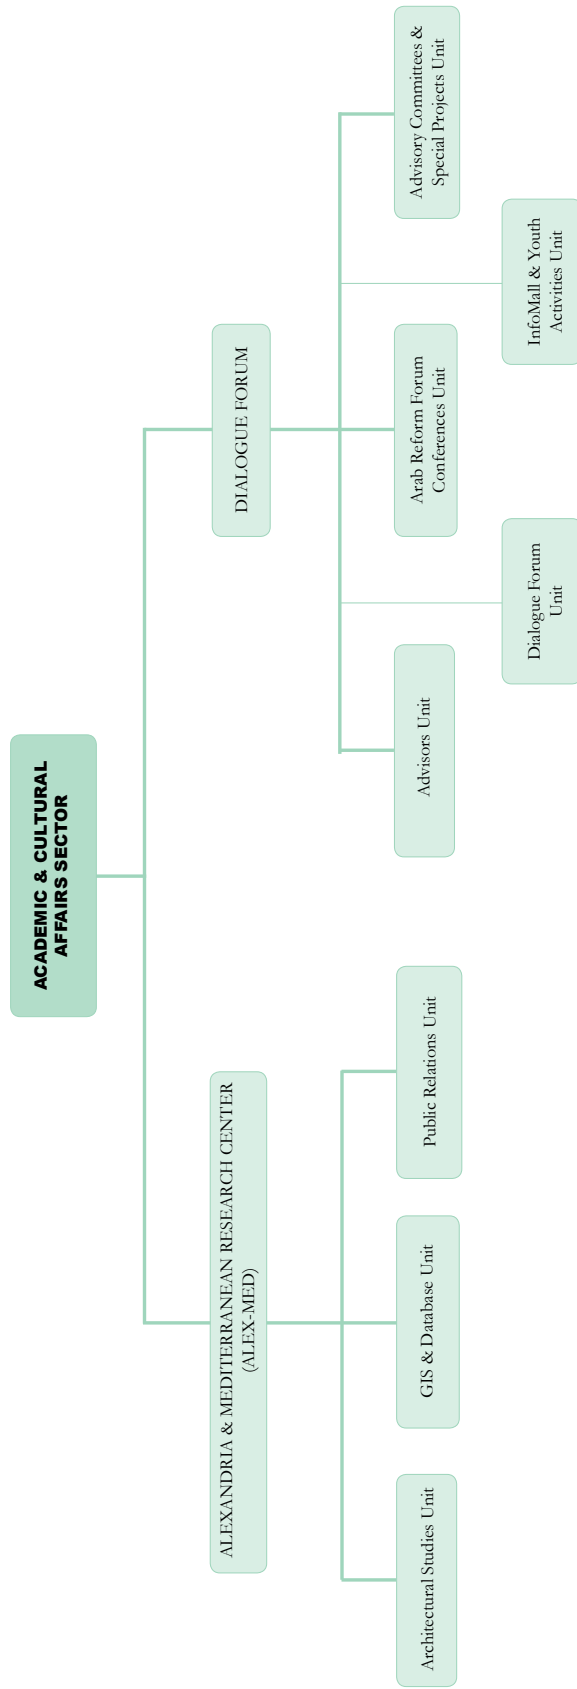 ACADEMIC & CULTURAL
AFFAIRS SECTOR
ALEXANDRIA & MEDITERRANEAN RESEARCH CENTER
(ALEX-MED)
DIALOGUE FORUM
Architectural Studies Unit
GIS & Database Unit
Public Relations Unit
Advisors Unit
Arab Reform Forum
Conferences Unit
Advisory Committees &
Special Projects Unit
Dialogue Forum
Unit
InfoMall & Youth
Activities Unit